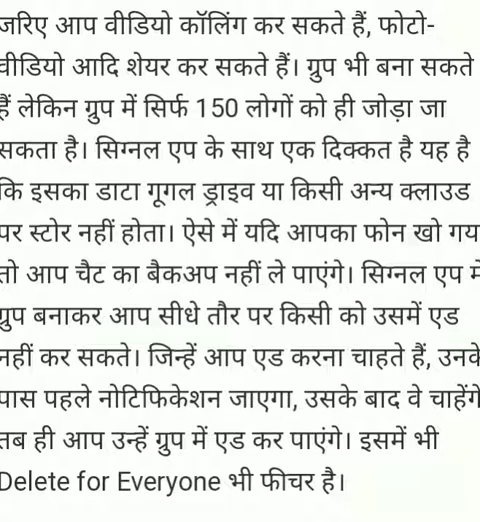 जरिए आप वीडियो कॉलिंग कर सकते हैं, फोटो-
वीडियो आदि शेयर कर सकते हैं। ग्रुप भी बना सकते
हैं लेकिन ग्रुप में सिर्फ 150 लोगों को ही जोड़ा जा
सकता है। सिग्नल एप के साथ एक दिक्कत है यह है
कि इसका डाटा गूगल ड्राइव या किसी अन्य क्लाउड
पर स्टोर नहीं होता। ऐसे में यदि आपका फोन खो गय
तो आप चैट का बैकअप नहीं ले पाएंगे। सिग्नल एप में
ग्रुप बनाकर आप सीधे तौर पर किसी को उसमें एड
नहीं कर सकते। जिन्हें आप एड करना चाहते हैं, उनके
पास पहले नोटिफिकेशन जाएगा, उसके बाद वे चाहेंगे
तब ही आप उन्हें ग्रुप में एड कर पाएंगे। इसमें भी
Delete for Everyone भी फीचर है।